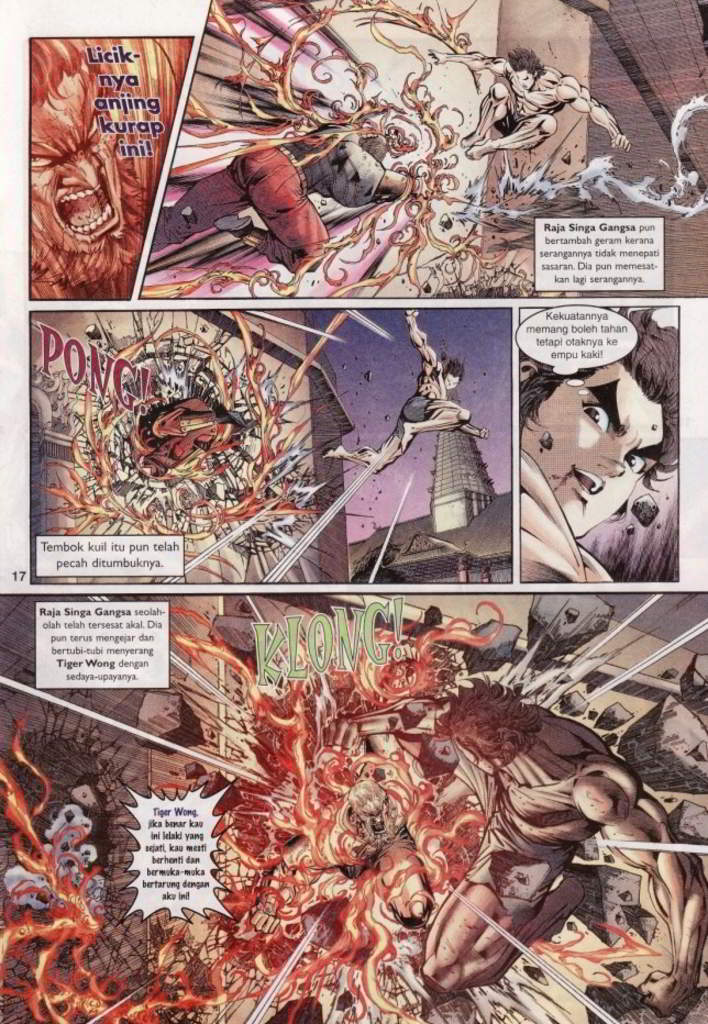 Licik-
nya
anjing
kurap
ini!
Raja Singa Gangsa pun
bertambah geram kerana
serangannya tidak menepati
sasaran. Dia pun memesat-
kan lagi serangannya.
PONG!
Tembok kuil itu pun telah
pecah ditumbuknya.
Kekuatannya
memang boleh tahan
tetapi otaknya ke
empu kaki!
17
Raja Singa Gangsa seolah-
olah telah tersesat akal. Dia
pun terus mengejar dan
bertubi-tubi menyerang
Tiger Wong dengan
sedaya-upayanya.
KLONG!
Tiger Wong,
jika benar kau
ini lelaki yang
sejati, kau mesti
berhenti dan
bermuka-muka
bertarung dengan
aku ini!